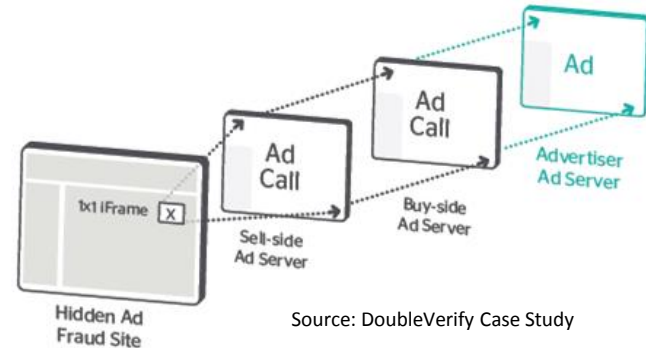 1x1 iFrame
X
Hidden Ad
Fraud Site
Ad
Call
Sell-side
Ad Server
Ad
Call
Buy-side
Ad Server
Ad
Advertiser
Ad Server
Source: DoubleVerify Case Study